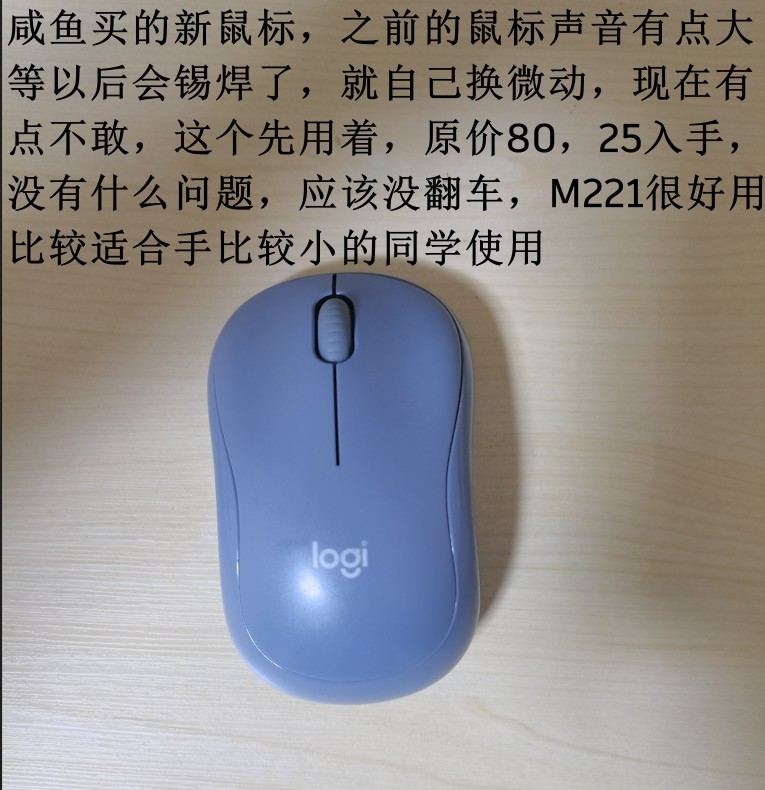 咸鱼买的新鼠标，之前的鼠标声音有点大
等以后会锡焊了，就自己换微动，现在有
点不敢，这个先用着，原价80，25入手，
没有什么问题，应该没翻车，M221很好用
比较适合手比较小的同学使用
logi